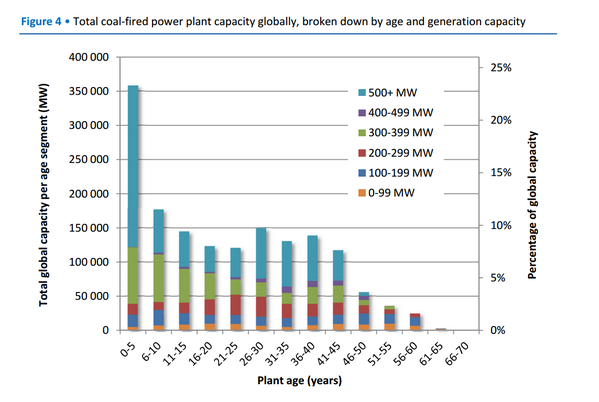 Figure 4 • Total coal-fired power plant capacity globally, broken down by age and generation capacity
Total global capacity per age segment (MW)
400 000
350 000
300 000
250 000
200 000
150 000
100 000
50 000
0
25%
20%
15%
10%
5%
0%
Percentage of global capacity
500+ MW
400-499 MW
300-399 MW
200-299 MW
100-199 MW
0-99 MW
0-5
6-10
11-15
16-20
21-25
26-30
31-35
36-40
41-45
46-50
51-55
56-60
61-65
66-70
Plant age (years)